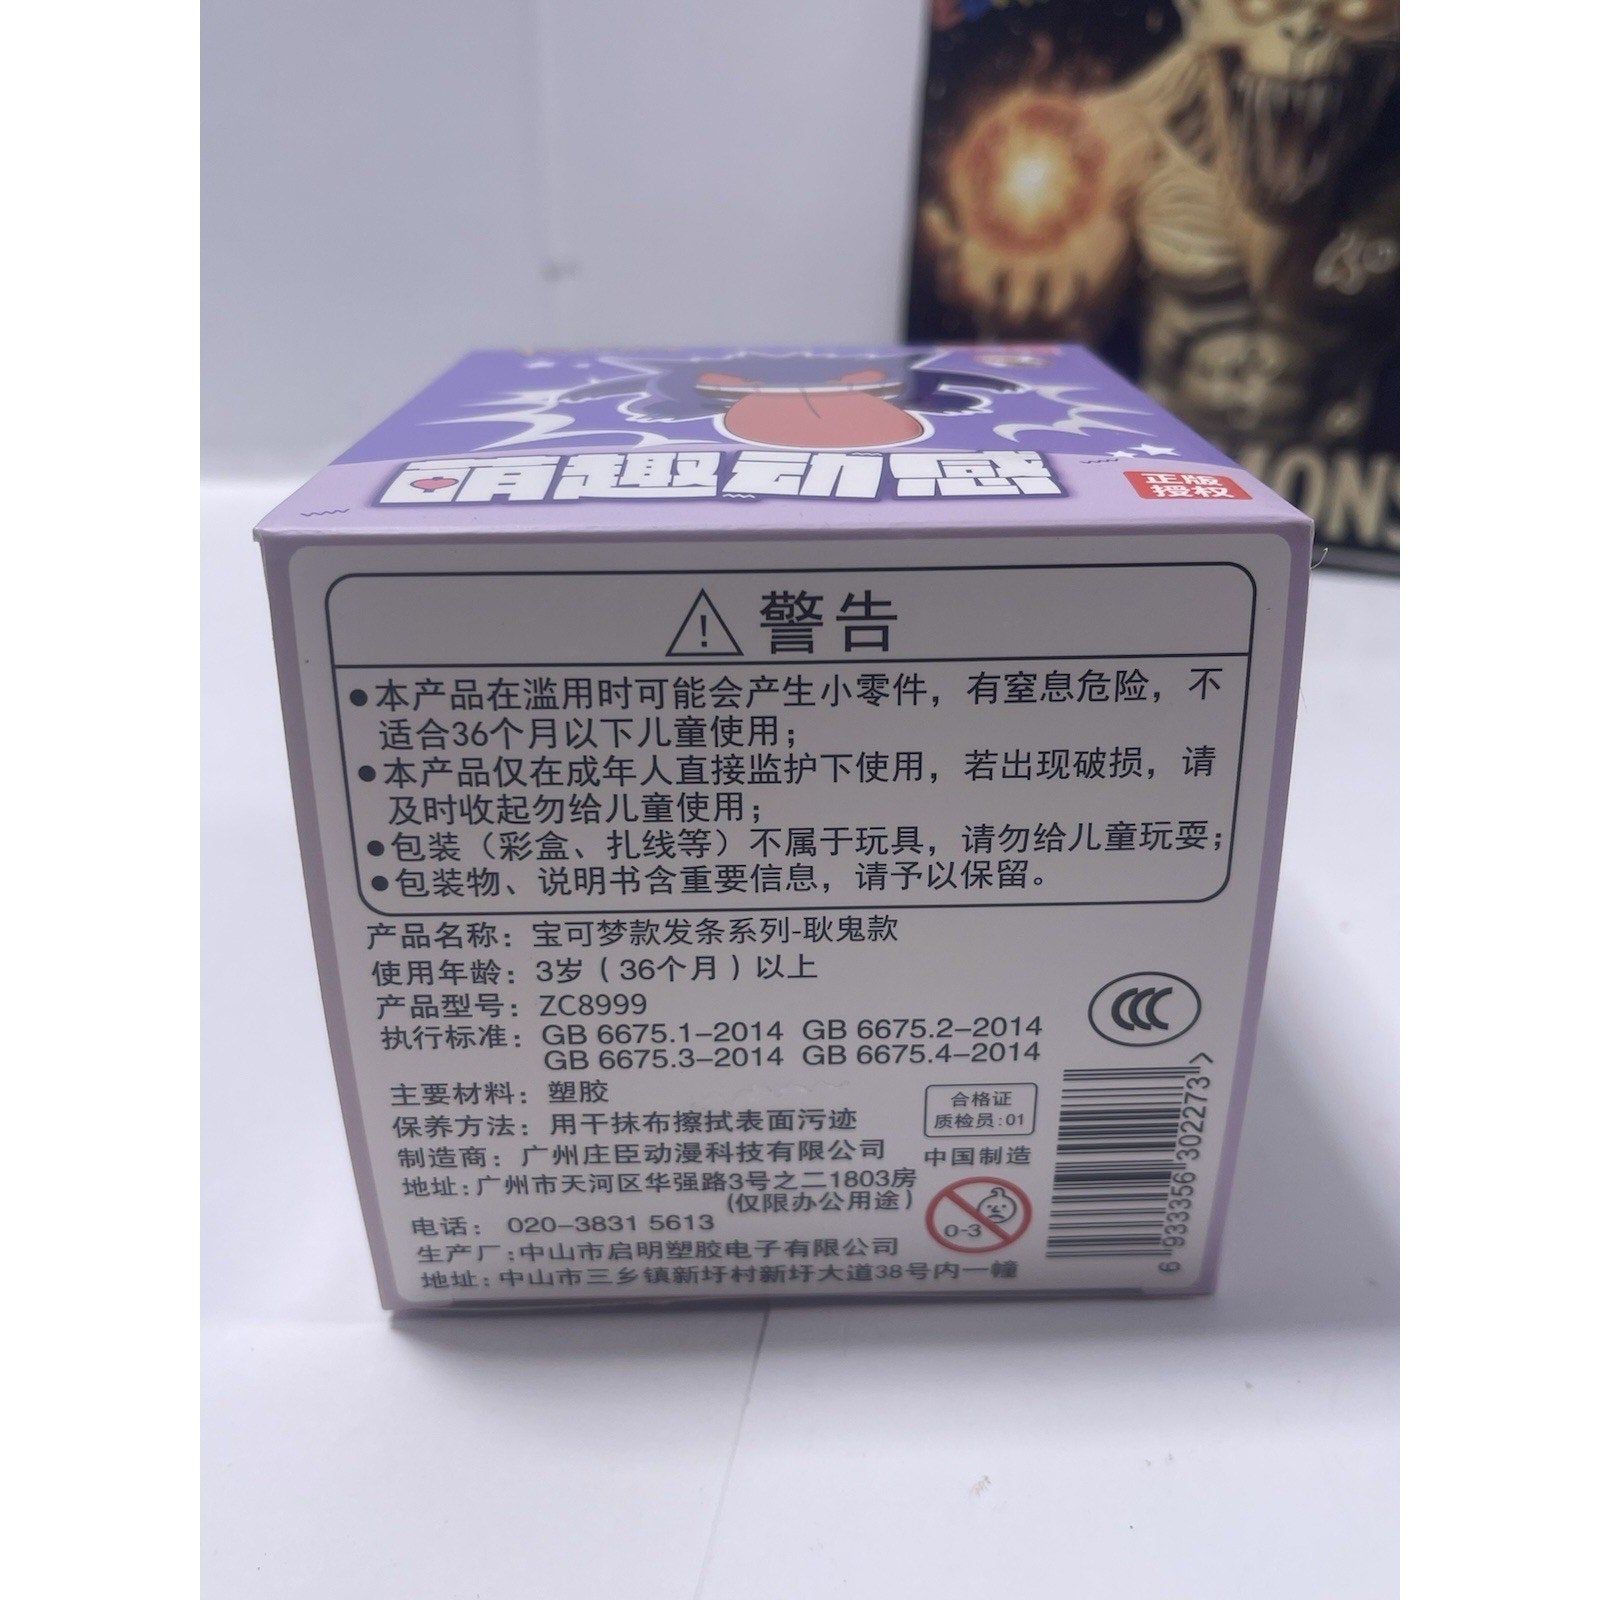 正版
授权
警告
●本产品在滥用时可能会产生小零件，有窒息危险，不
适合36个月以下儿童使用；
●本产品仅在成年人直接监护下使用，若出现破损，请
及时收起勿给儿童使用；
●包装（彩盒、扎线等）不属于玩具，请勿给儿童玩耍；
●包装物、说明书含重要信息，请予以保留。
产品名称：宝可梦款发条系列-耿鬼款
使用年龄：3岁（36个月）以上
产品型号：ZC8999
执行标准：GB 6675.1-2014 GB 6675.2-2014
GB 6675.3-2014 GB 6675.4-2014
主要材料：塑胶
保养方法：用干抹布擦拭表面污迹
制造商：广州庄臣动漫科技有限公司
地址：广州市天河区华强路3号之二1803房
（仅限办公用途）
电话：020-3831 5613
生产厂：中山市启明塑胶电子有限公司
地址：中山市三乡镇新圩村新圩大道38号内一幢
CCC
合格证
质检员：01
中国制造
0-3
6 933356 302273 >